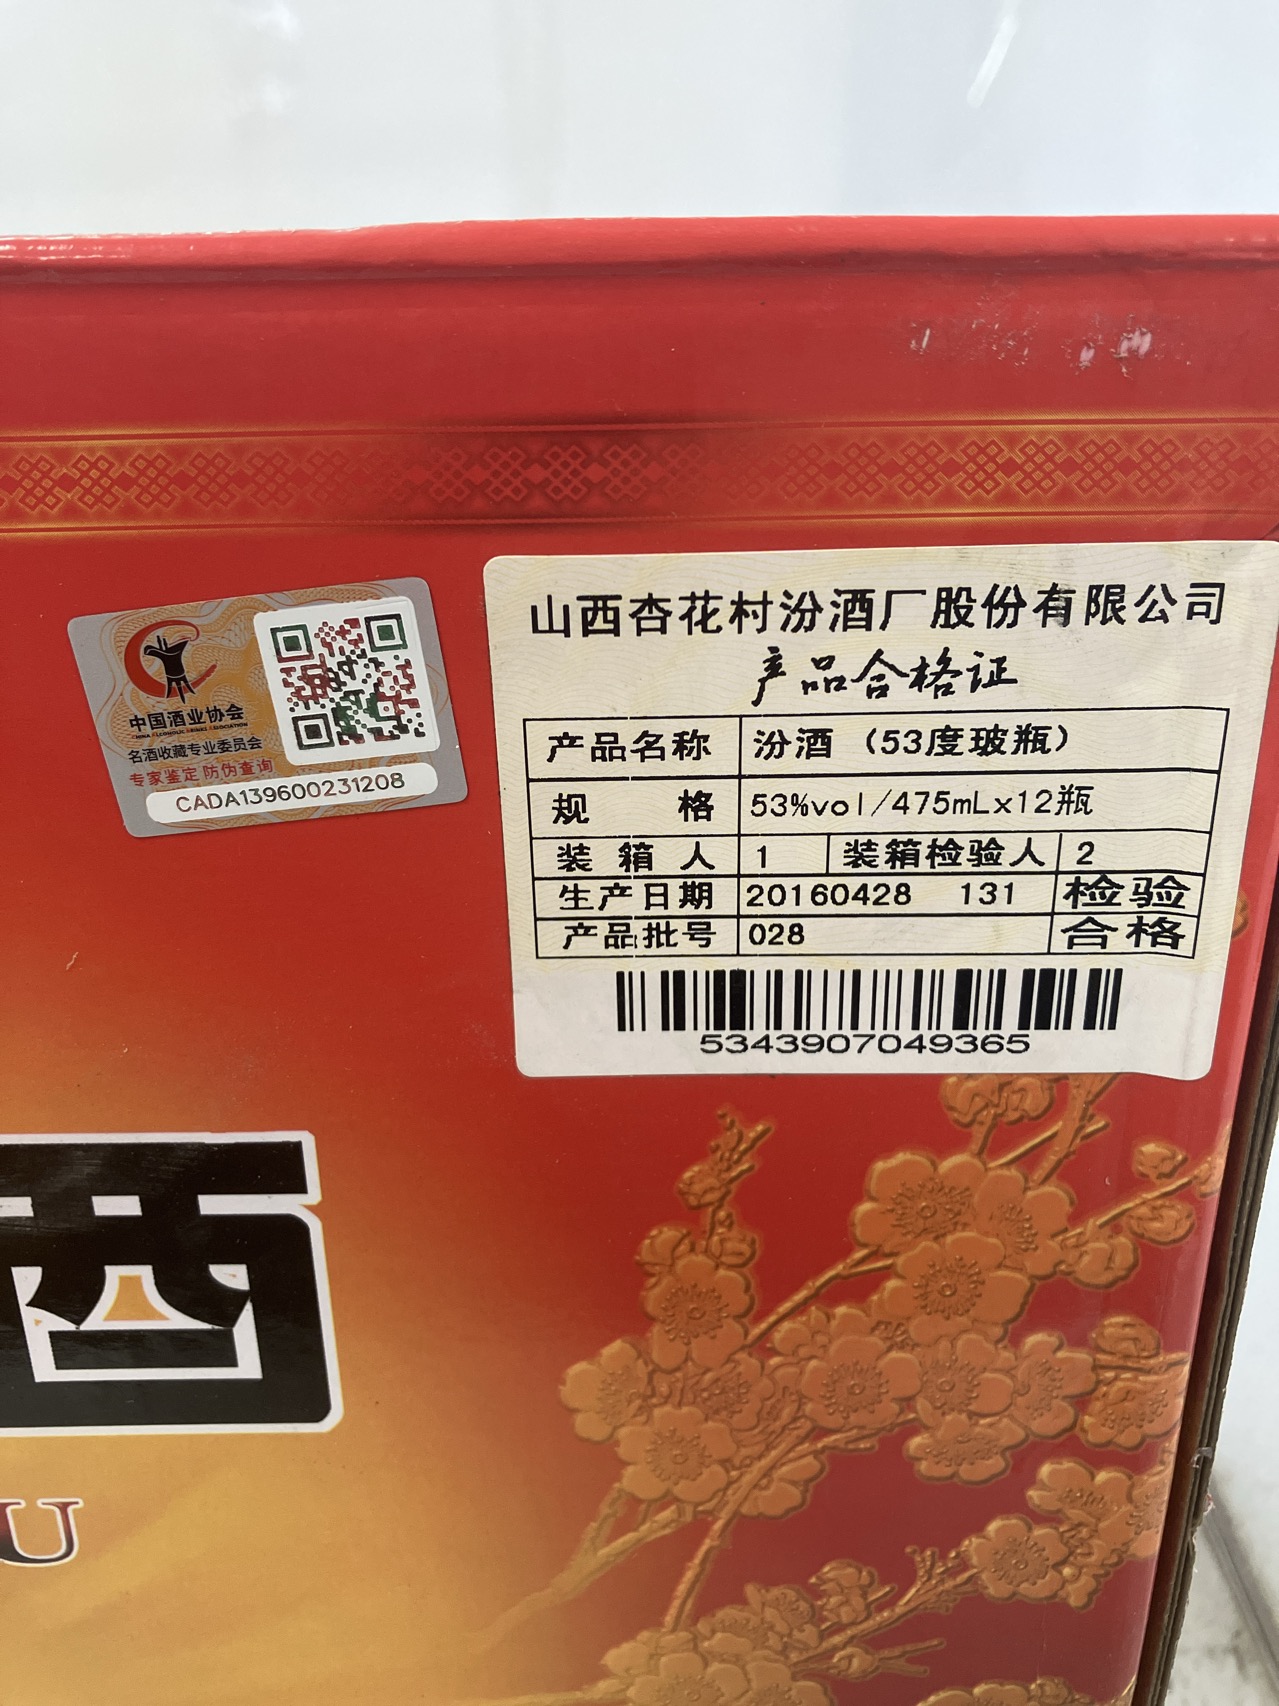 中国酒业协会
CHINA ALCOHOLIC DRINKS ASSOCIATION
名酒收藏专业委员会
专家鉴定 防伪查询
CADA139600231208
山西杏花村汾酒厂股份有限公司
产品合格证
产品名称 汾酒（53度玻瓶）
规 格 53%vol/475mLx12瓶
装 箱 人 1 装箱检验人 2
生产日期 20160428 131 检验
产品批号 028 合格
5343907049365
U